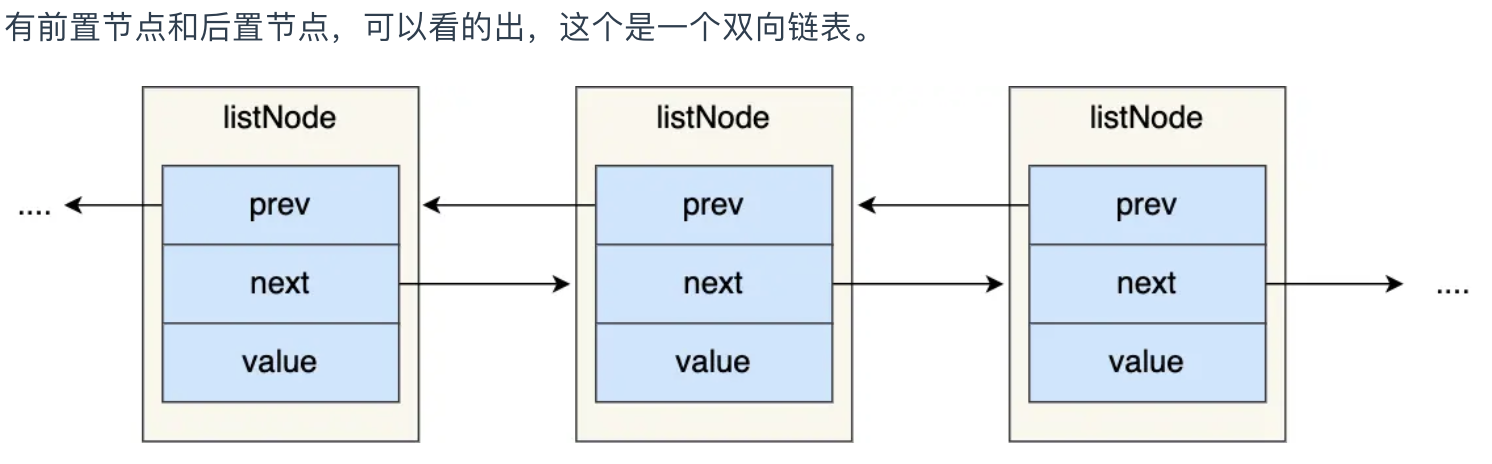 有前置节点和后置节点，可以看的出，这个是一个双向链表。
listNode listNode listNode
.... prev prev prev
next next next ....
value value value